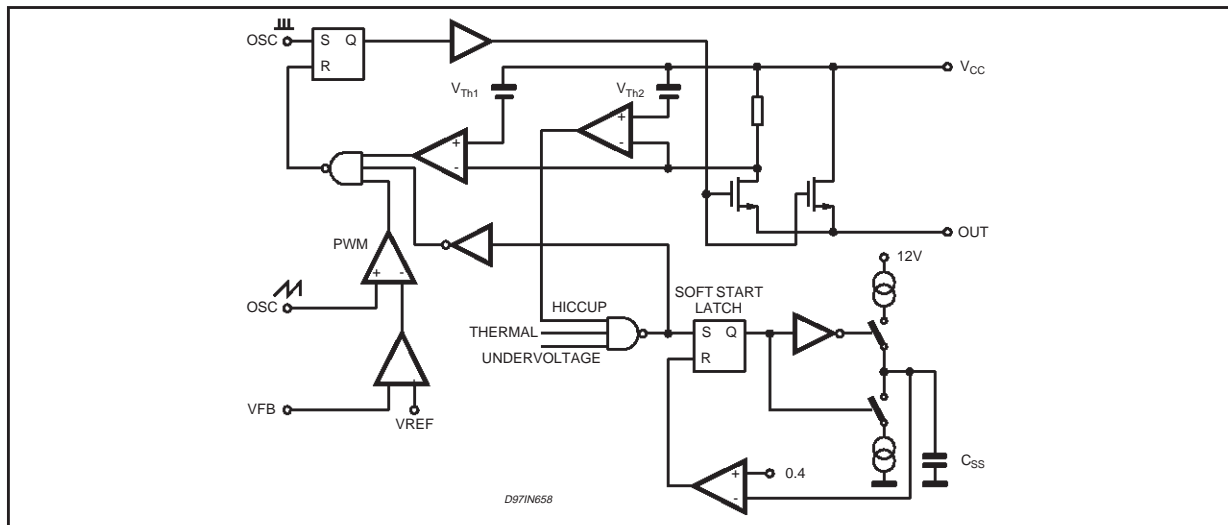 OSC
S Q
R
VTh1
VTh2
VCC
+
-
+
-
PWM
+ -
OSC
OUT
12V
HICCUP
SOFT START
LATCH
THERMAL
UNDERVOLTAGE
S Q
R
VFB
VREF
+
-
0.4
CSS
D97IN658